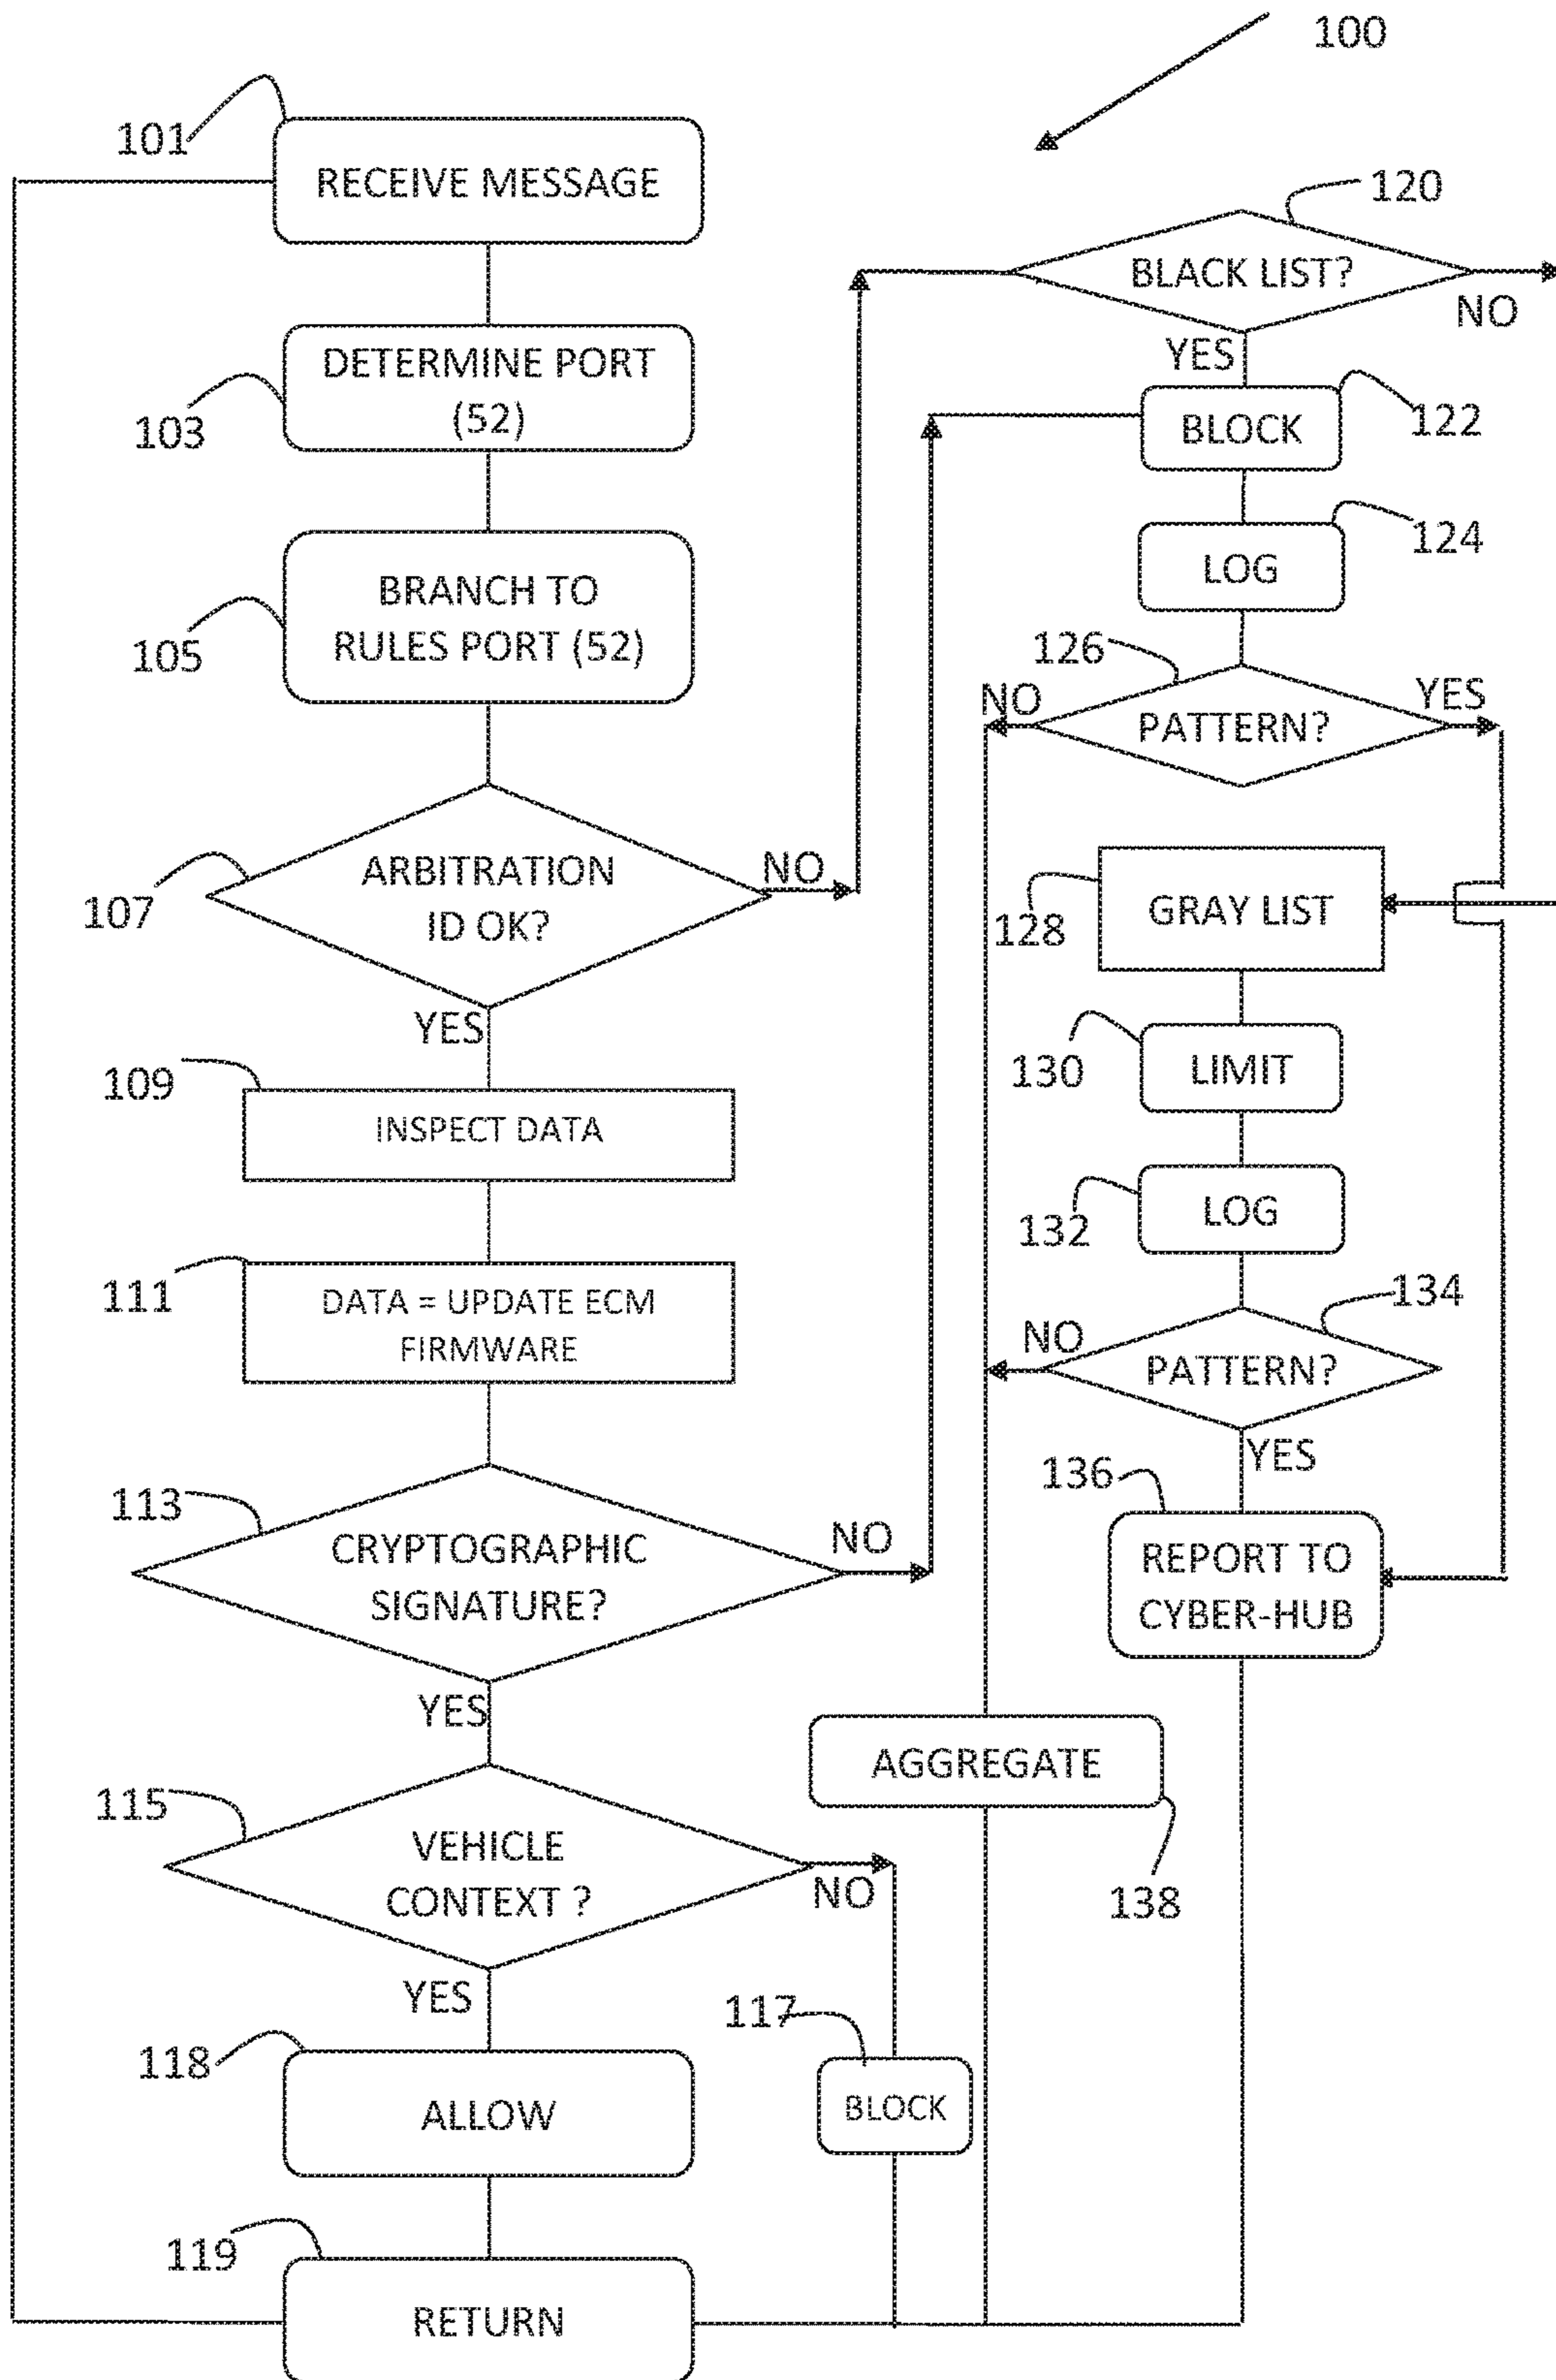 100
101
RECEIVE MESSAGE
103
DETERMINE PORT
(52)
105
BRANCH TO
RULES PORT (52)
107
ARBITRATION
ID OK?
NO
YES
109
INSPECT DATA
111
DATA = UPDATE ECM
FIRMWARE
113
CRYPTOGRAPHIC
SIGNATURE?
NO
YES
115
VEHICLE
CONTEXT ?
NO
YES
117
BLOCK
118
ALLOW
119
RETURN
120
BLACK LIST?
NO
YES
122
BLOCK
124
LOG
126
PATTERN?
NO
YES
128
GRAY LIST
130
LIMIT
132
LOG
134
PATTERN?
NO
YES
136
REPORT TO
CYBER-HUB
AGGREGATE
138